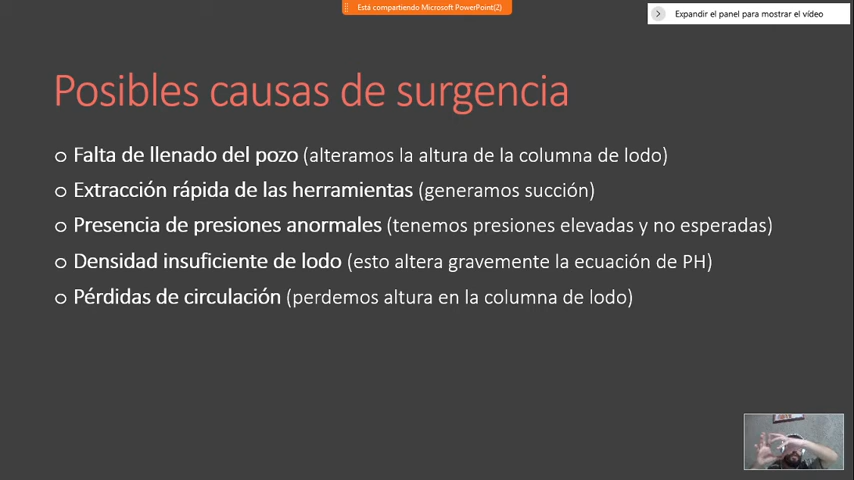 Está compartiendo Microsoft PowerPoint(2)
Expandir el panel para mostrar el vídeo
Posibles causas de surgencia
o Falta de llenado del pozo (alteramos la altura de la columna de lodo)
o Extracción rápida de las herramientas (generamos succión)
o Presencia de presiones anormales (tenemos presiones elevadas y no esperadas)
o Densidad insuficiente de lodo (esto altera gravemente la ecuación de PH)
o Pérdidas de circulación (perdemos altura en la columna de lodo)